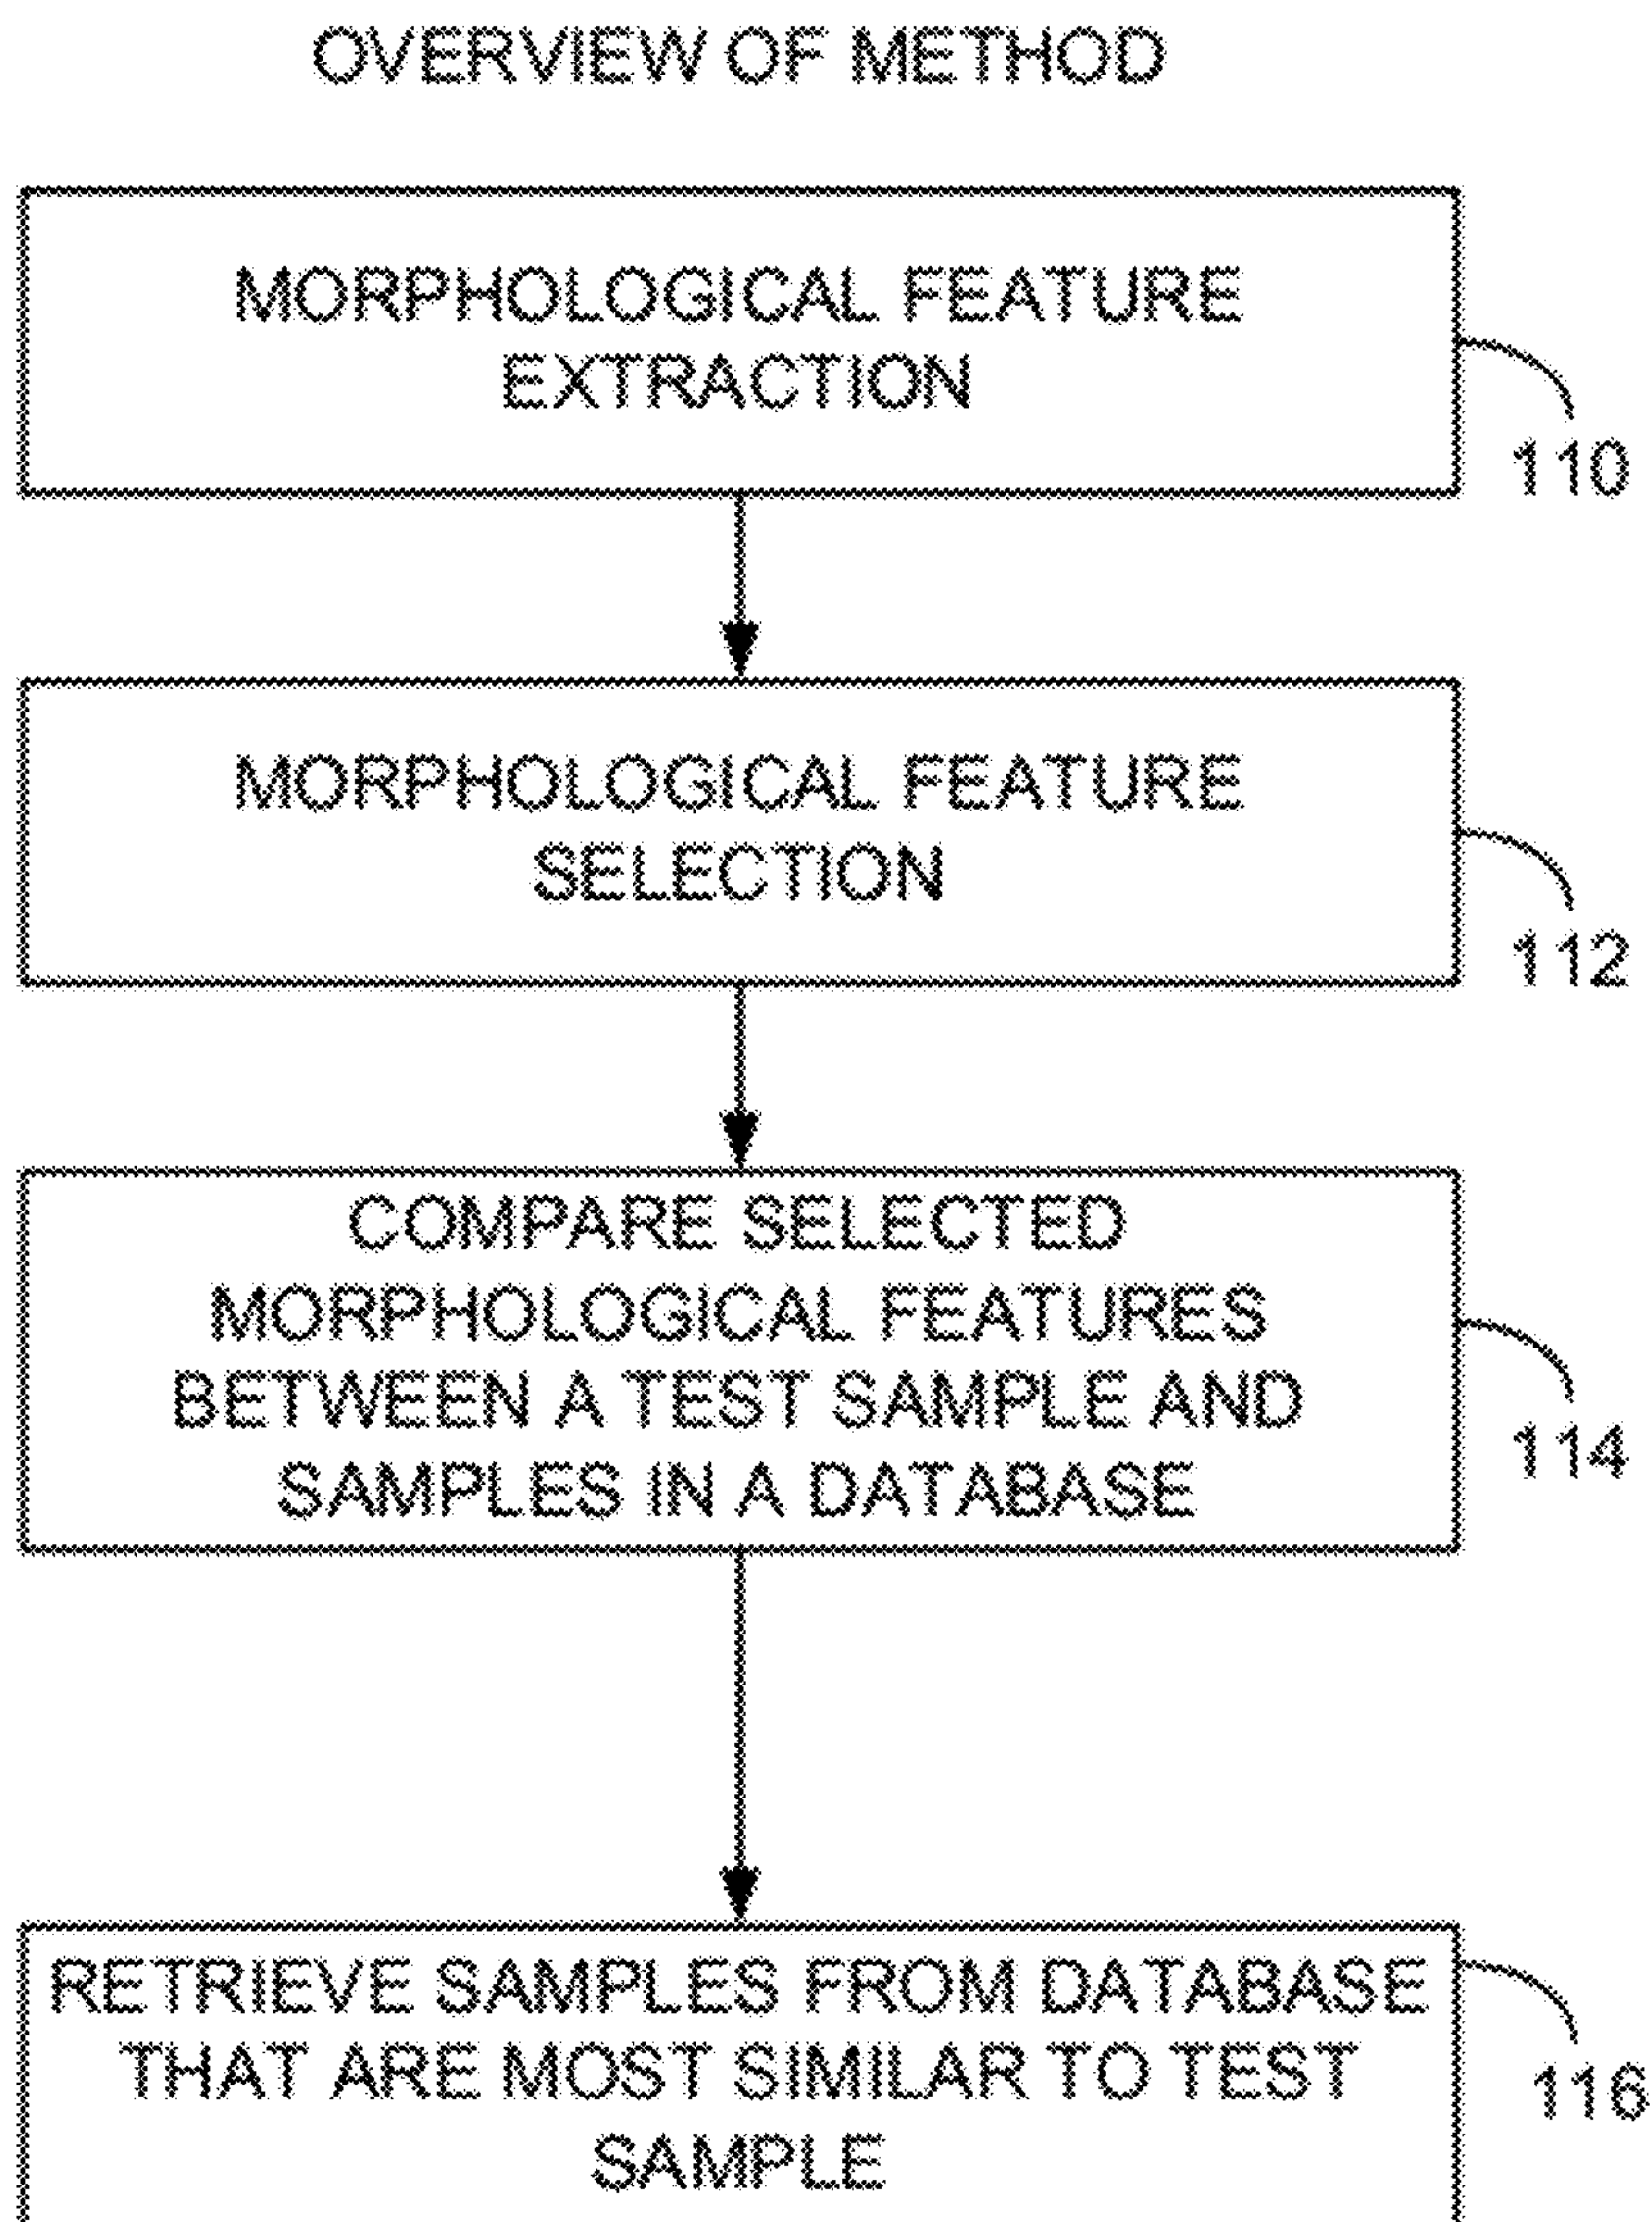 OVERVIEW OF METHOD
MORPHOLOGICAL FEATURE
EXTRACTION
110
MORPHOLOGICAL FEATURE
SELECTION
112
COMPARE SELECTED
MORPHOLOGICAL FEATURES
BETWEEN A TEST SAMPLE AND
SAMPLES IN A DATABASE
114
RETRIEVE SAMPLES FROM DATABASE
THAT ARE MOST SIMILAR TO TEST
SAMPLE
116